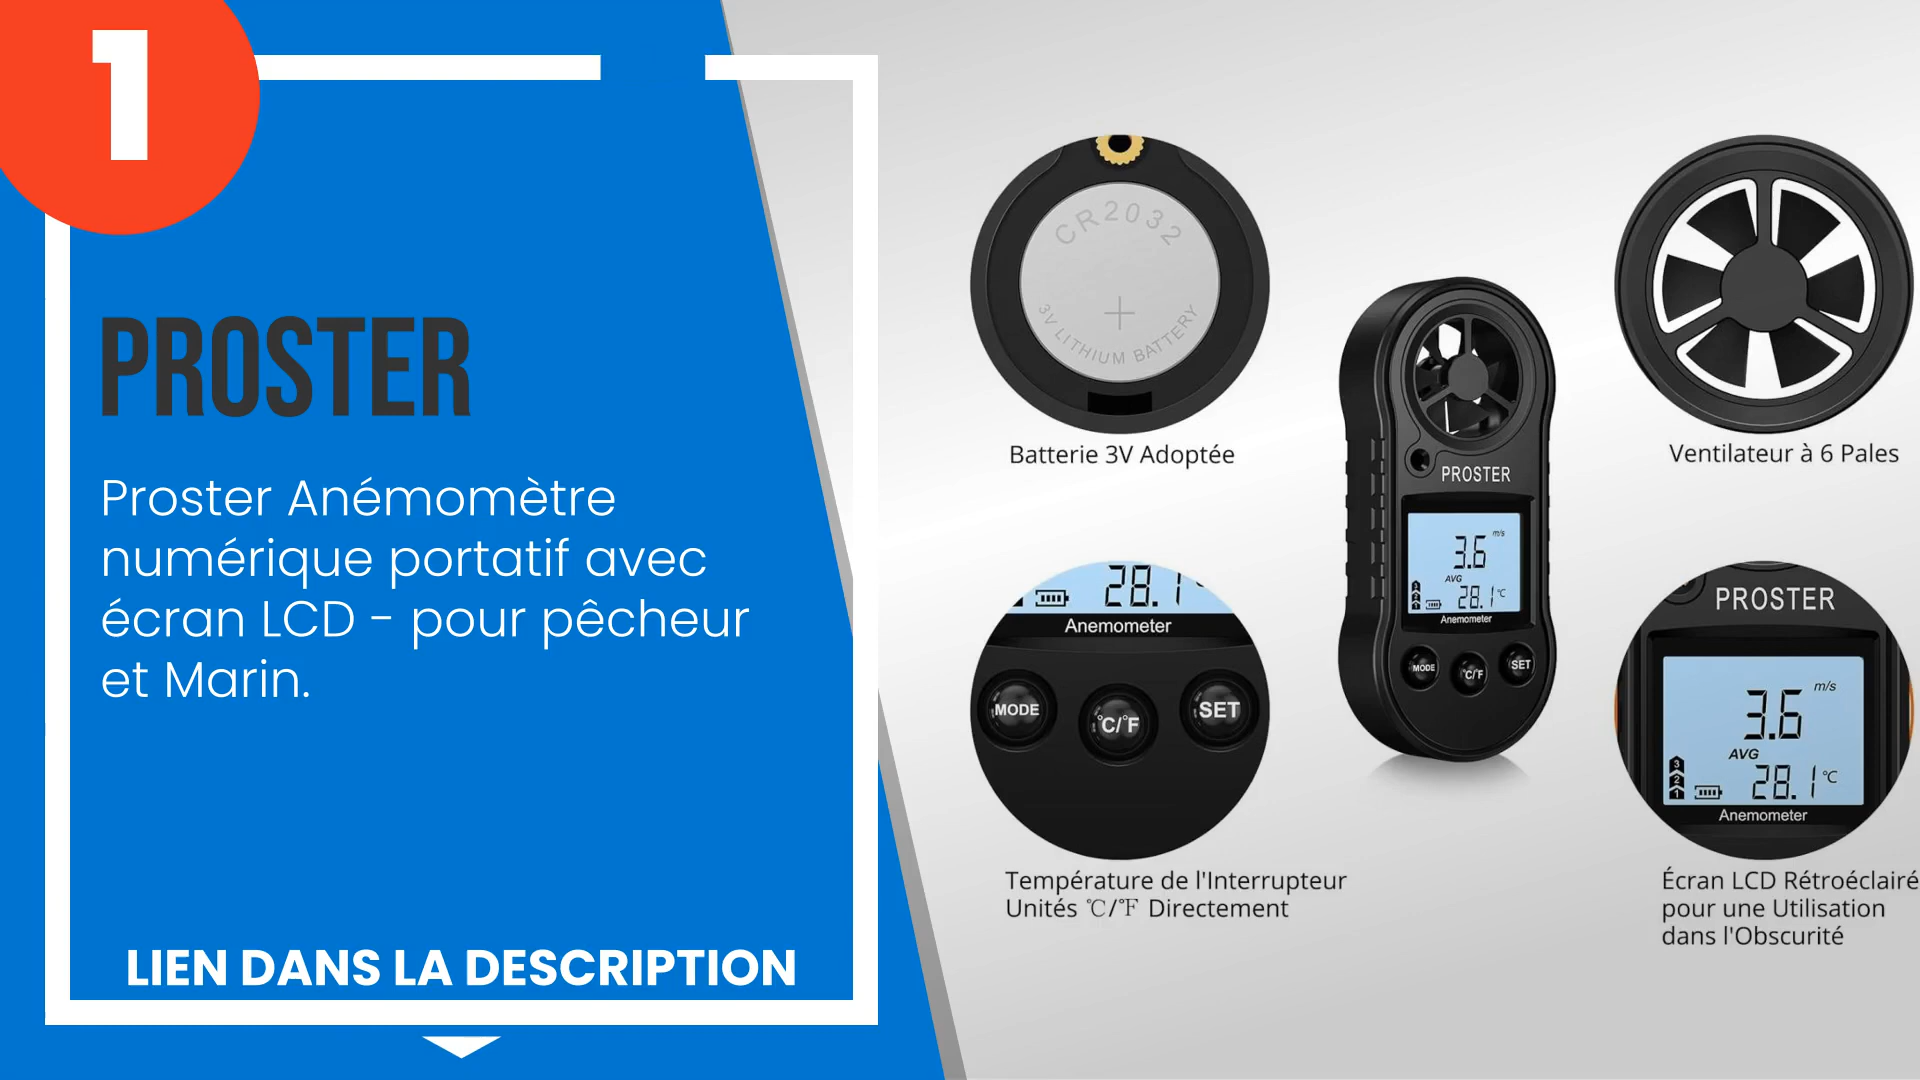 1
PROSTER
Proster Anémomètre
numérique portatif avec
écran LCD - pour pêcheur
et Marin.
LIEN DANS LA DESCRIPTION
CR2032
3V LITHIUM BATTERY
Batterie 3V Adoptée
Ventilateur à 6 Pales
PROSTER
3.6 m/s
AVG
28.1 °C
Anemometer
MODE °C/°F SET
28.1
Anemometer
MODE °C/°F SET
Température de l'Interrupteur
Unités °C/°F Directement
PROSTER
3.6 m/s
AVG
3
2
1
28.1 °C
Anemometer
Écran LCD Rétroéclairé
pour une Utilisation
dans l'Obscurité